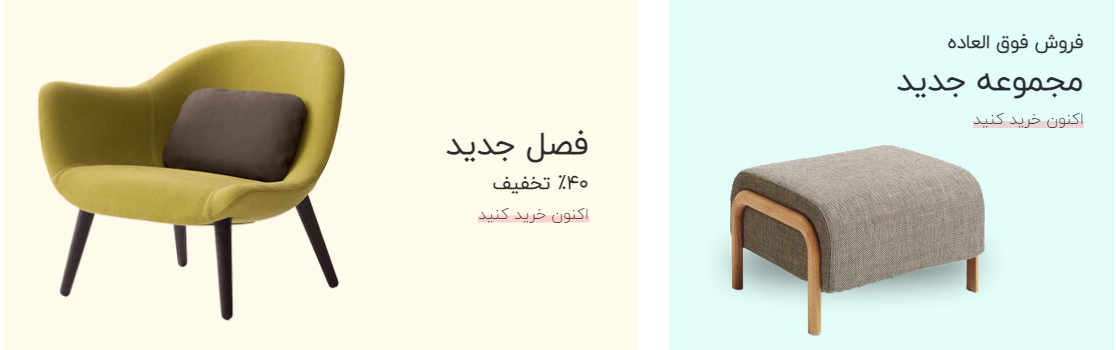 فروش فوق العاده
مجموعه جدید
اکنون خرید کنید
فصل جدید
۴۰٪ تخفیف
اکنون خرید کنید